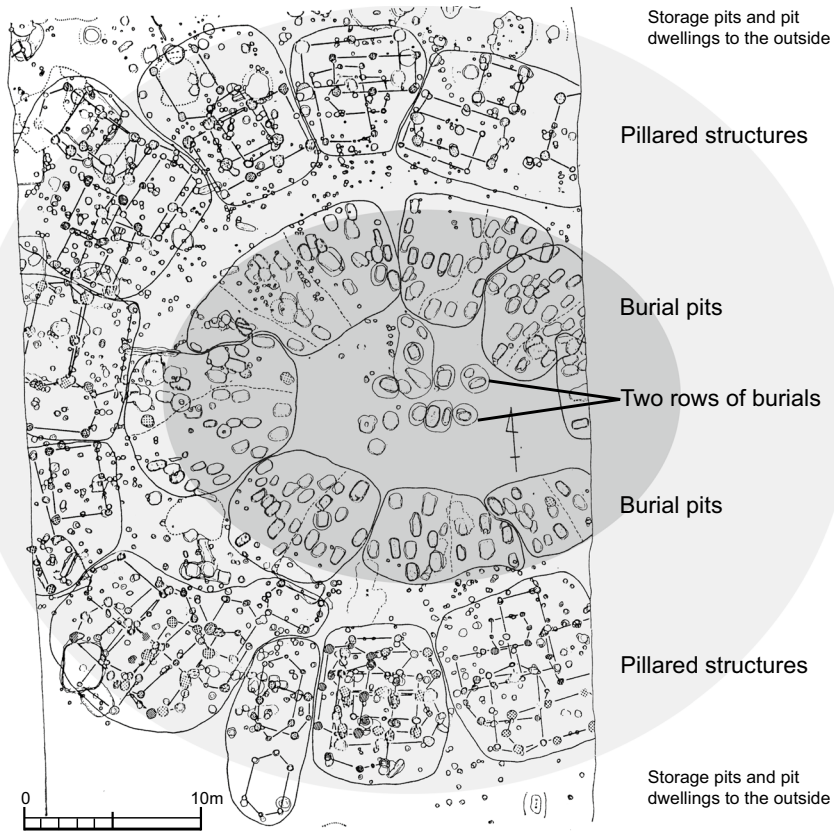 Storage pits and pit
dwellings to the outside
Pillared structures
Burial pits
Two rows of burials
Burial pits
Pillared structures
Storage pits and pit
dwellings to the outside
0 10m